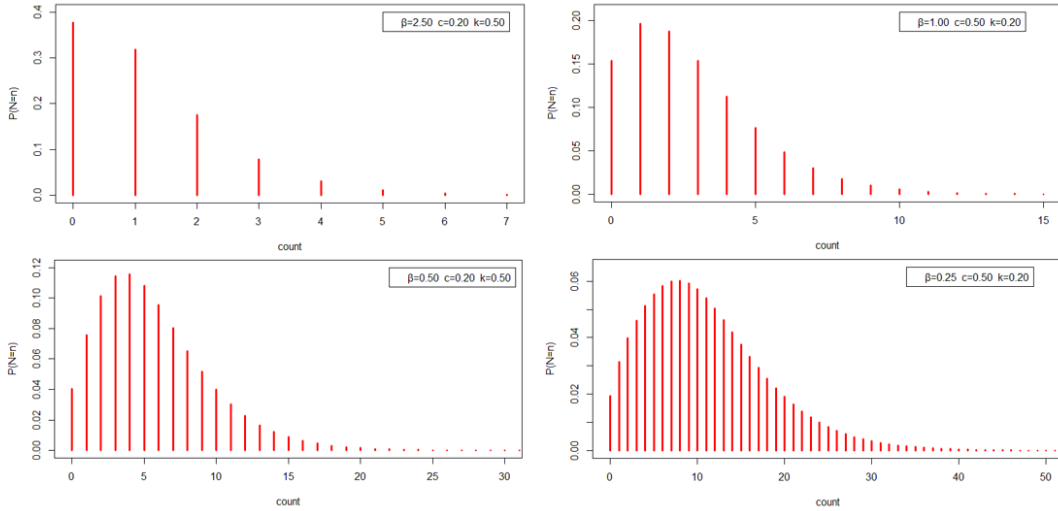 β=2.50 c=0.20 k=0.50
P(N=n)
0.4
0.3
0.2
0.1
0.0
0 1 2 3 4 5 6 7
count
β=1.00 c=0.50 k=0.20
P(N=n)
0.20
0.15
0.10
0.05
0.00
0 5 10 15
count
β=0.50 c=0.20 k=0.50
P(N=n)
0.12
0.10
0.08
0.06
0.04
0.02
0.00
0 5 10 15 20 25 30
count
β=0.25 c=0.50 k=0.20
P(N=n)
0.06
0.04
0.02
0.00
0 10 20 30 40 50
count